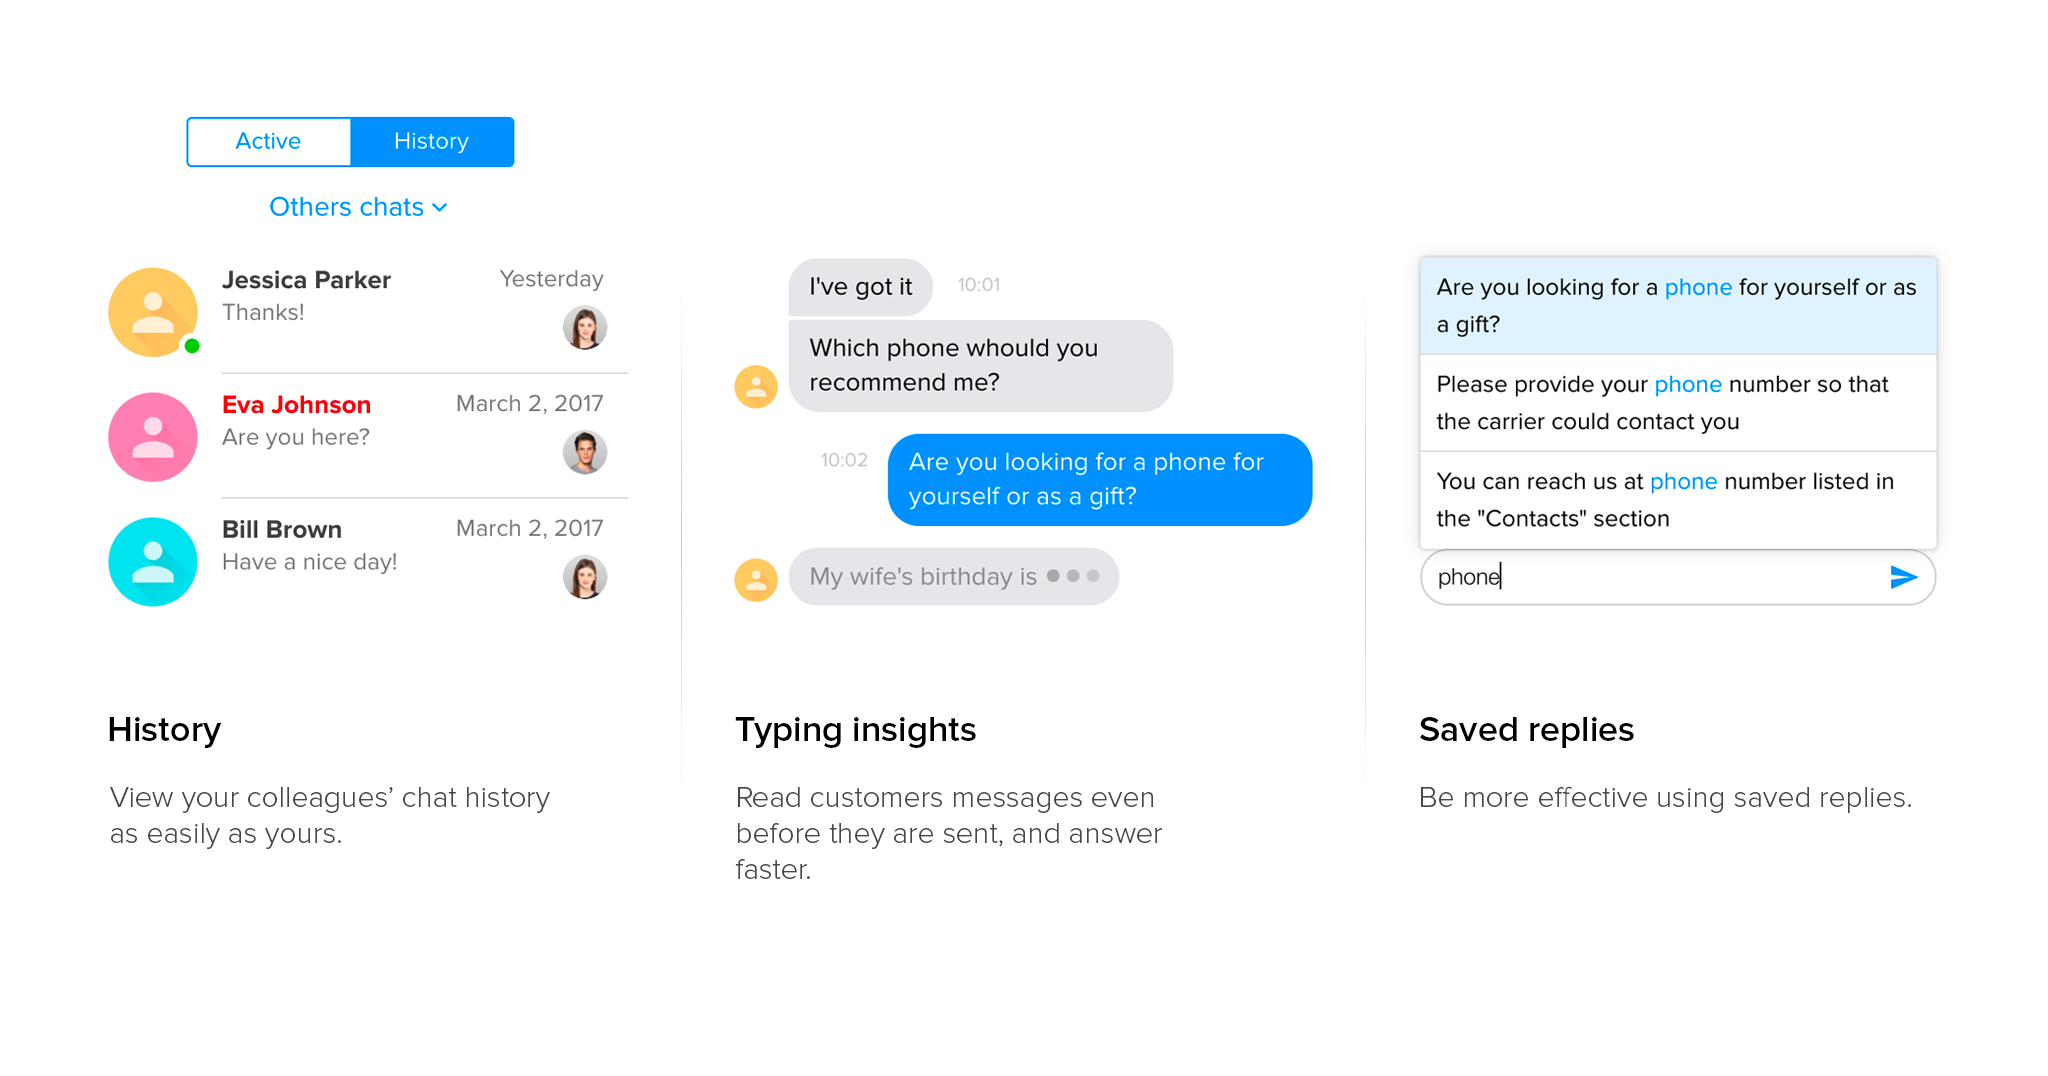 Active History
Others chats
Jessica Parker Yesterday
Thanks!
Eva Johnson March 2, 2017
Are you here?
Bill Brown March 2, 2017
Have a nice day!
History
View your colleagues’ chat history
as easily as yours.
I've got it 10:01
Which phone whould you
recommend me?
10:02 Are you looking for a phone for
yourself or as a gift?
My wife's birthday is
Typing insights
Read customers messages even
before they are sent, and answer
faster.
Are you looking for a phone for yourself or as
a gift?
Please provide your phone number so that
the carrier could contact you
You can reach us at phone number listed in
the "Contacts" section
phone
Saved replies
Be more effective using saved replies.